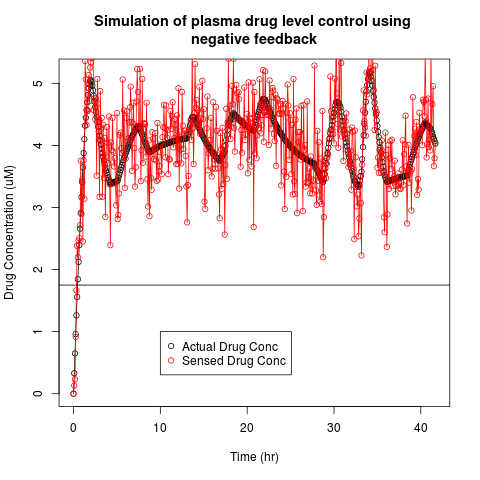 Simulation of plasma drug level control using
negative feedback
Drug Concentration (uM)
5
4
3
2
1
0
Actual Drug Conc
Sensed Drug Conc
0 10 20 30 40
Time (hr)